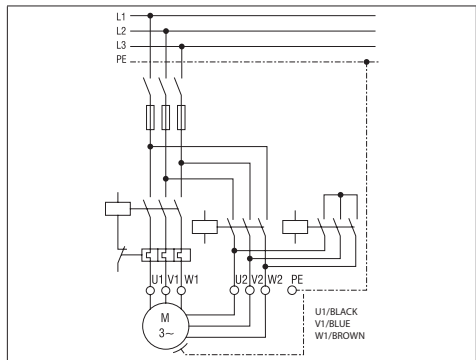 L1
L2
L3
PE
U1 V1 W1 U2 V2 W2 PE
M
3~
U1/BLACK
V1/BLUE
W1/BROWN